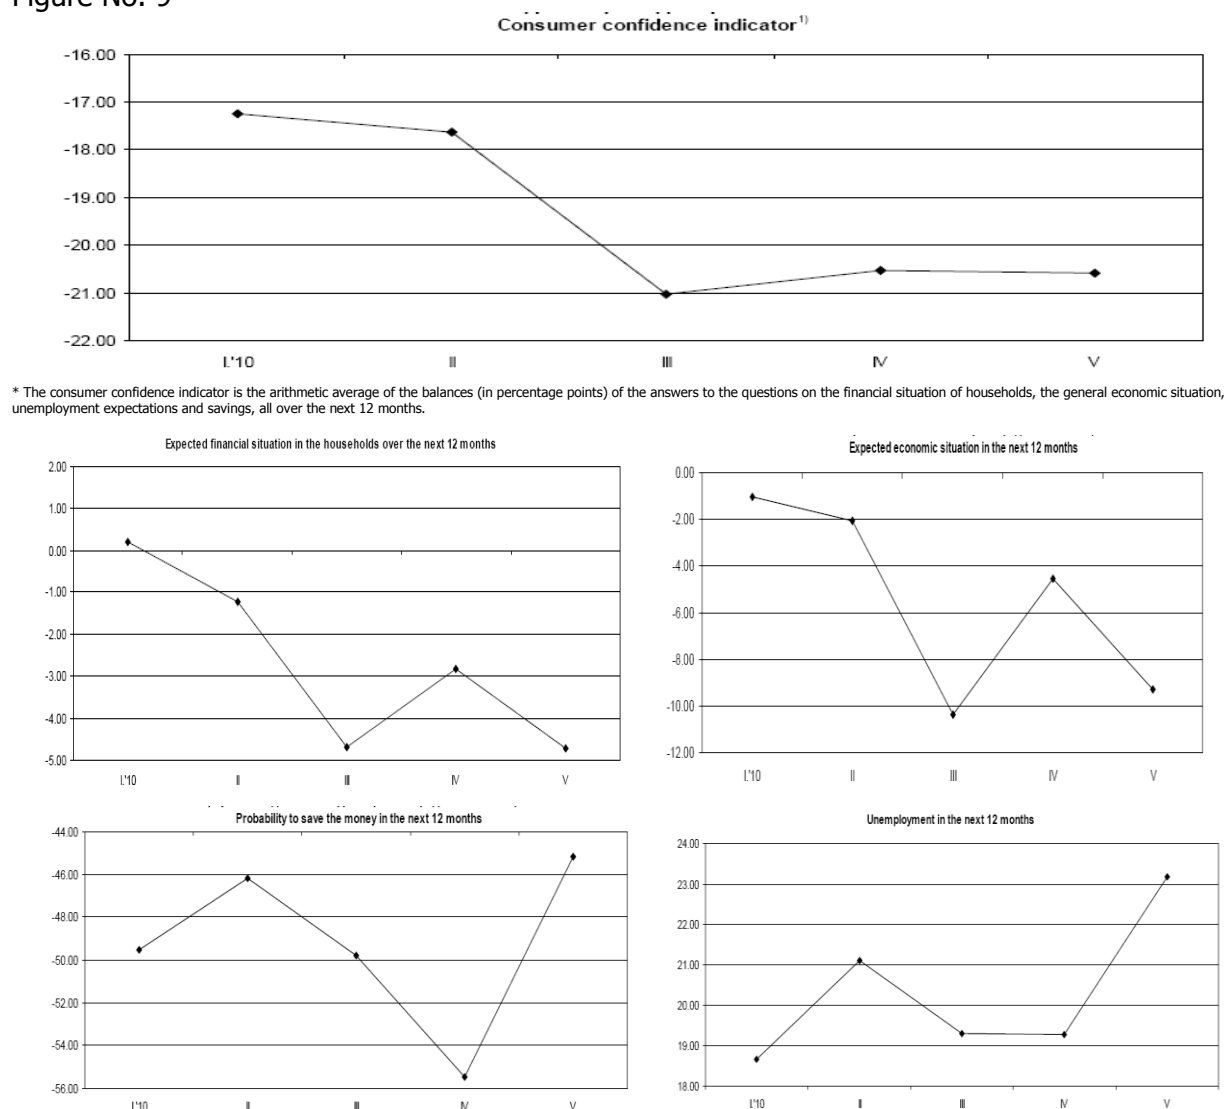 Figure No. 9
Consumer confidence indicator 1)
-16.00
-17.00
-18.00
-19.00
-20.00
-21.00
-22.00
I.'10 II III IV V
* The consumer confidence indicator is the arithmetic average of the balances (in percentage points) of the answers to the questions on the financial situation of households, the general economic situation,
unemployment expectations and savings, all over the next 12 months.
Expected financial situation in the households over the next 12 months
2.00
1.00
0.00
-1.00
-2.00
-3.00
-4.00
-5.00
I.'10 II III IV V
Expected economic situation in the next 12 months
0.00
-2.00
-4.00
-6.00
-8.00
-10.00
-12.00
I.'10 II III IV V
Probability to save the money in the next 12 months
-44.00
-46.00
-48.00
-50.00
-52.00
-54.00
-56.00
I.'10 II III IV V
Unemployment in the next 12 months
24.00
23.00
22.00
21.00
20.00
19.00
18.00
I.'10 II III IV V